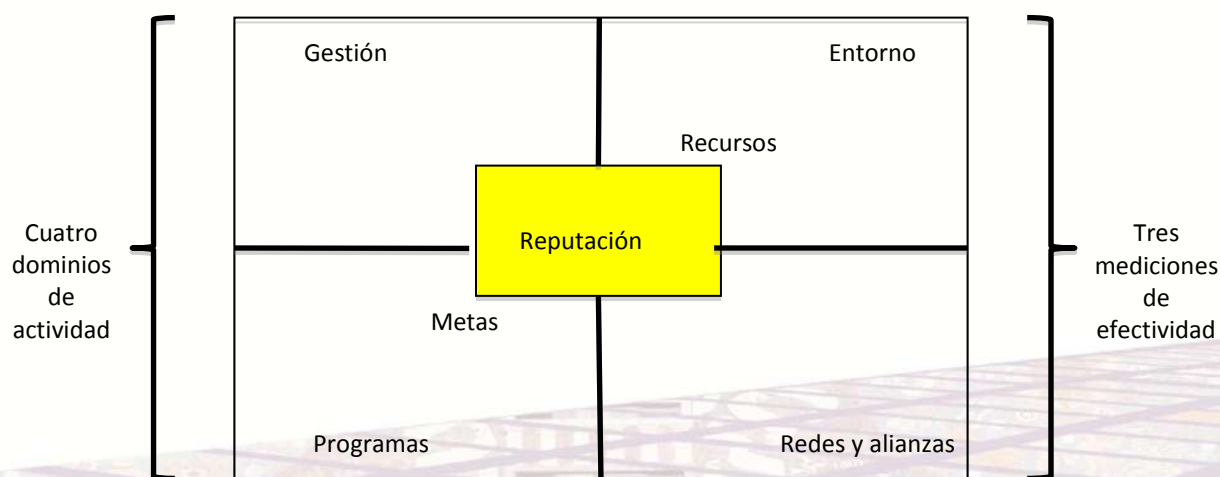 Gestión
Entorno
Recursos
Cuatro
dominios
de
actividad
Reputación
Tres
mediciones
de
efectividad
Metas
Programas
Redes y alianzas